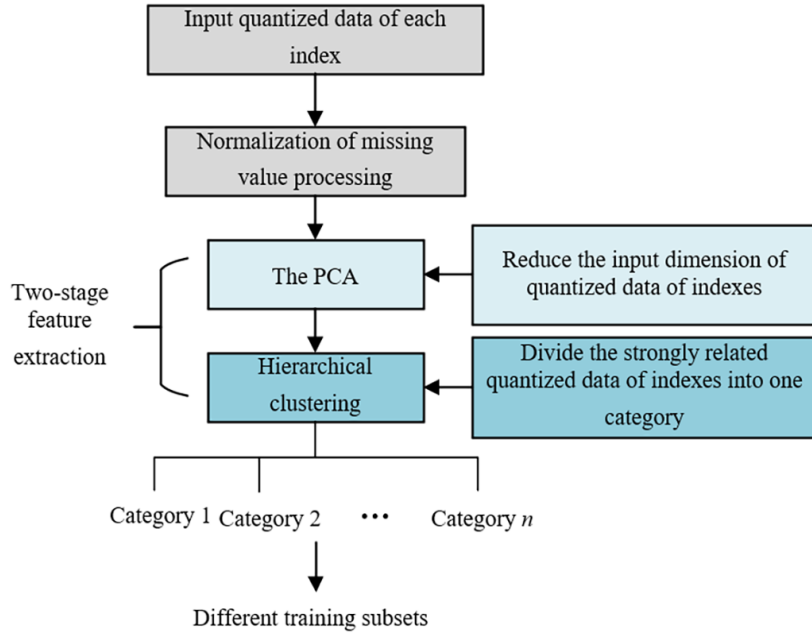 Input quantized data of each
index
Normalization of missing
value processing
The PCA
Reduce the input dimension of
quantized data of indexes
Two-stage
feature
extraction
Hierarchical
clustering
Divide the strongly related
quantized data of indexes into one
category
Category 1 Category 2 ••• Category n
Different training subsets